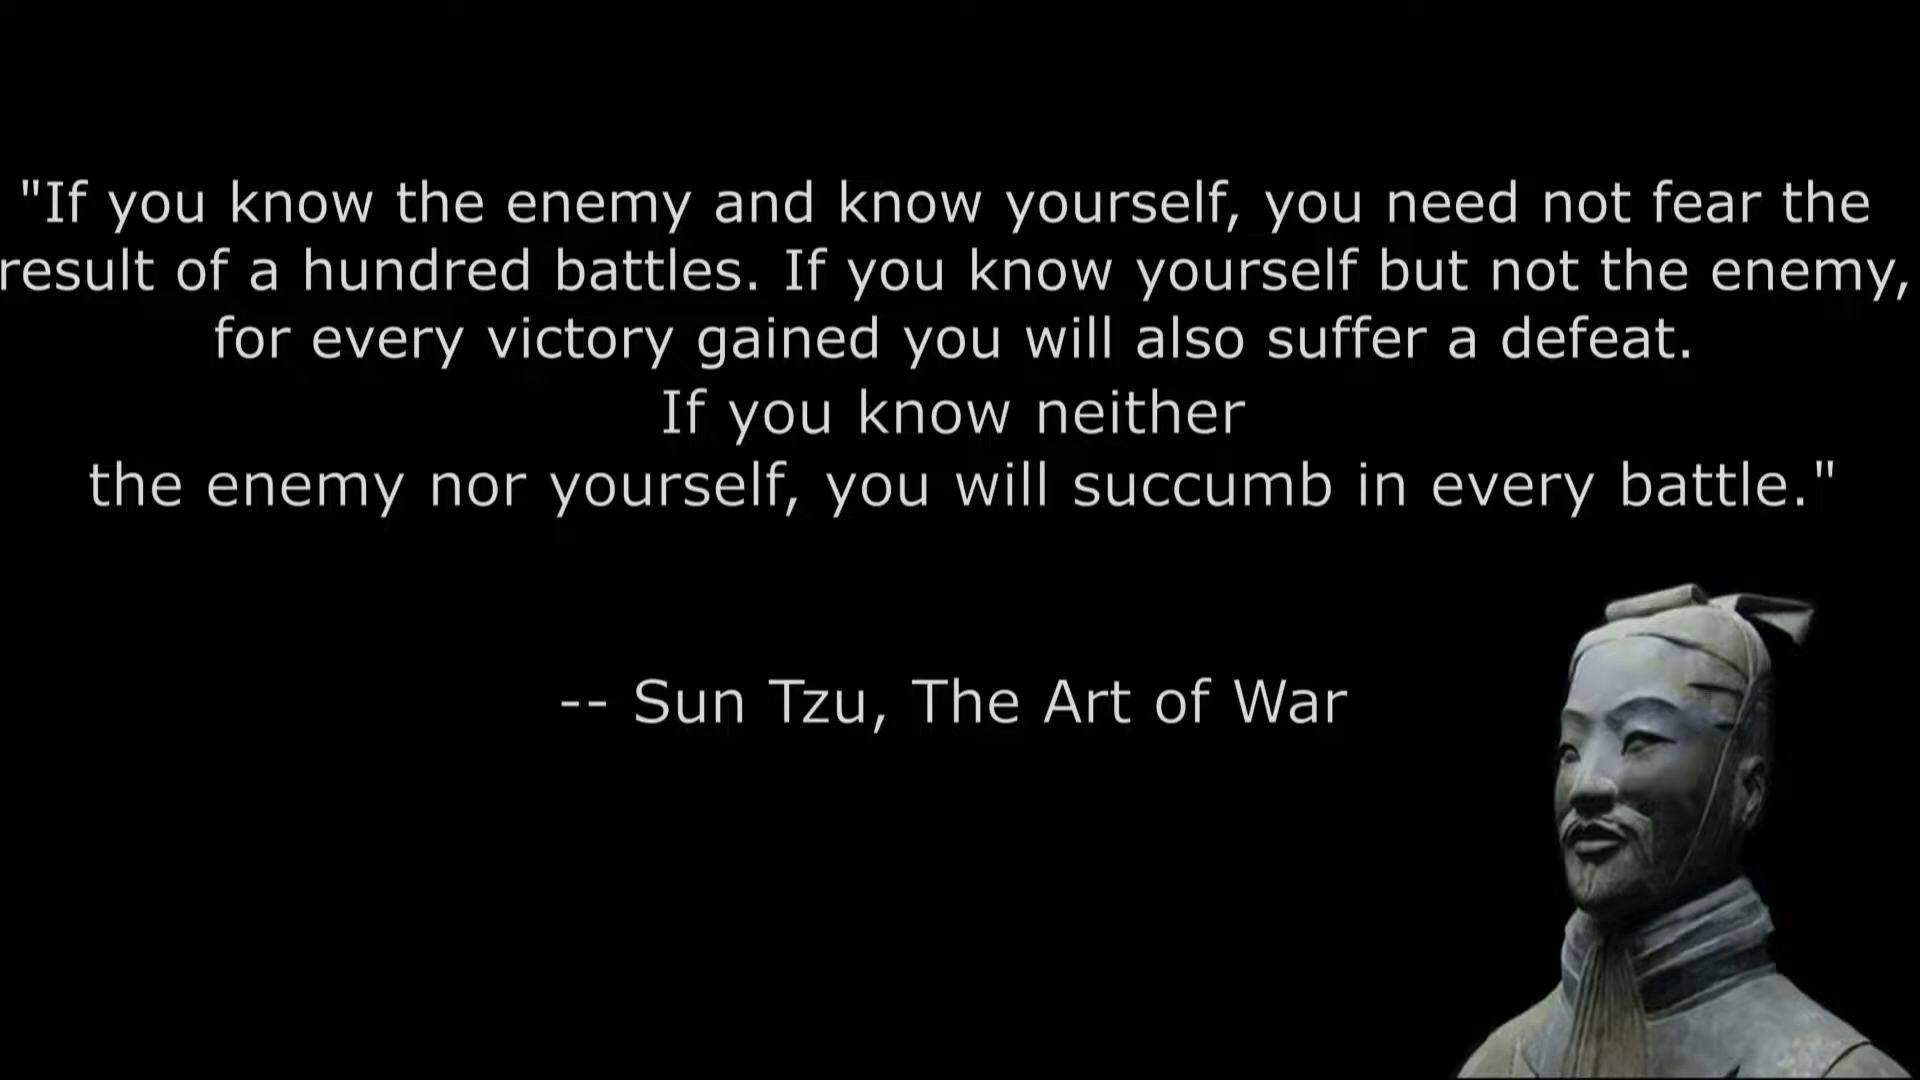 "If you know the enemy and know yourself, you need not fear the
result of a hundred battles. If you know yourself but not the enemy,
for every victory gained you will also suffer a defeat.
If you know neither
the enemy nor yourself, you will succumb in every battle."
-- Sun Tzu, The Art of War